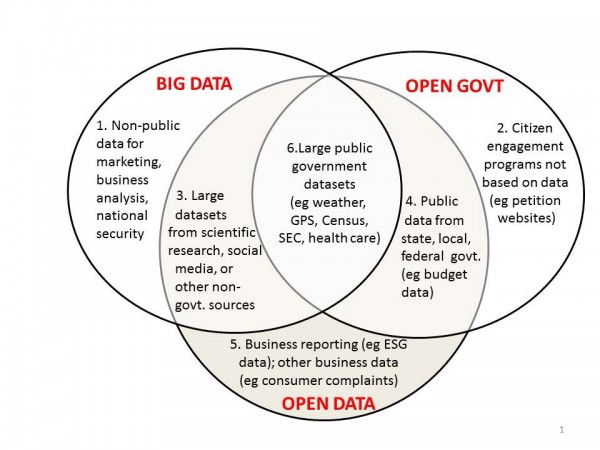 BIG DATA
OPEN GOVT
1. Non-public
data for
marketing,
business
analysis,
national
security
2. Citizen
engagement
programs not
based on data
(eg petition
websites)
6.Large public
government
datasets
(eg weather,
GPS, Census,
SEC, health care)
3. Large
datasets
from scientific
research, social
media, or
other non-
govt. sources
4. Public
data from
state, local,
federal govt.
(eg budget
data)
5. Business reporting (eg ESG
data); other business data
(eg consumer complaints)
OPEN DATA
1